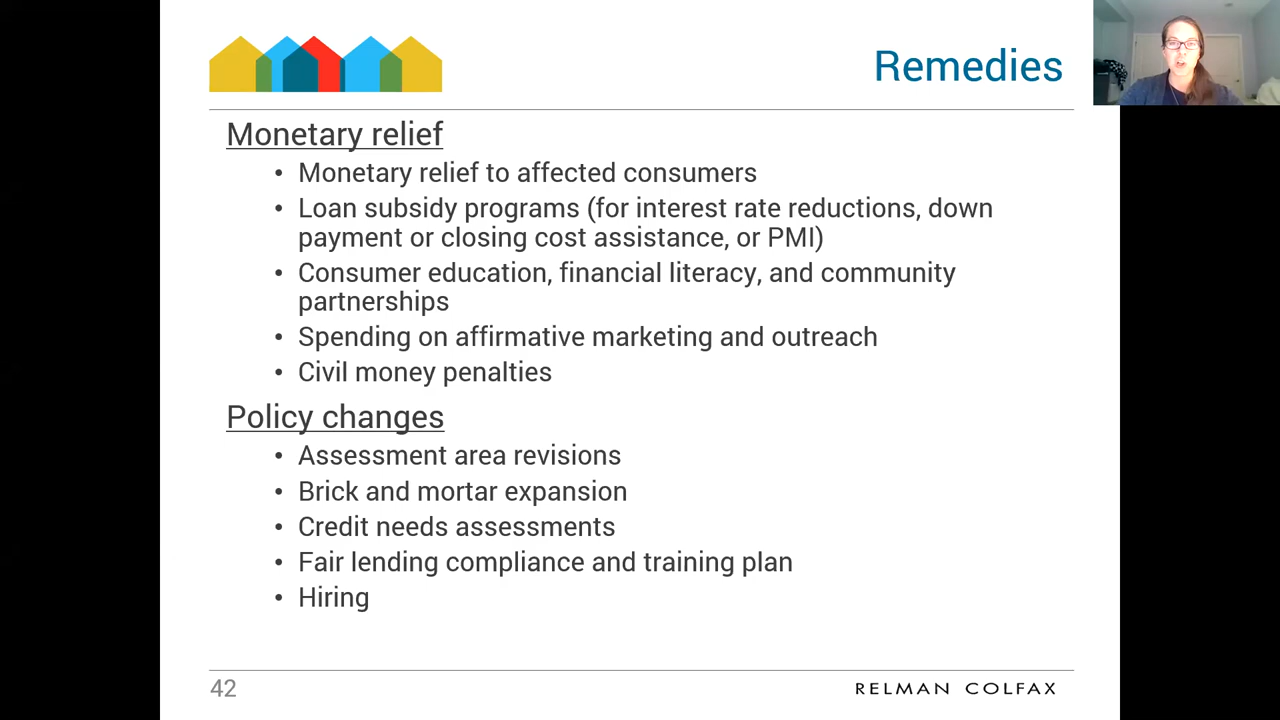 Remedies
Monetary relief
• Monetary relief to affected consumers
• Loan subsidy programs (for interest rate reductions, down
payment or closing cost assistance, or PMI)
• Consumer education, financial literacy, and community
partnerships
• Spending on affirmative marketing and outreach
• Civil money penalties
Policy changes
• Assessment area revisions
• Brick and mortar expansion
• Credit needs assessments
• Fair lending compliance and training plan
• Hiring
42
RELMAN COLFAX